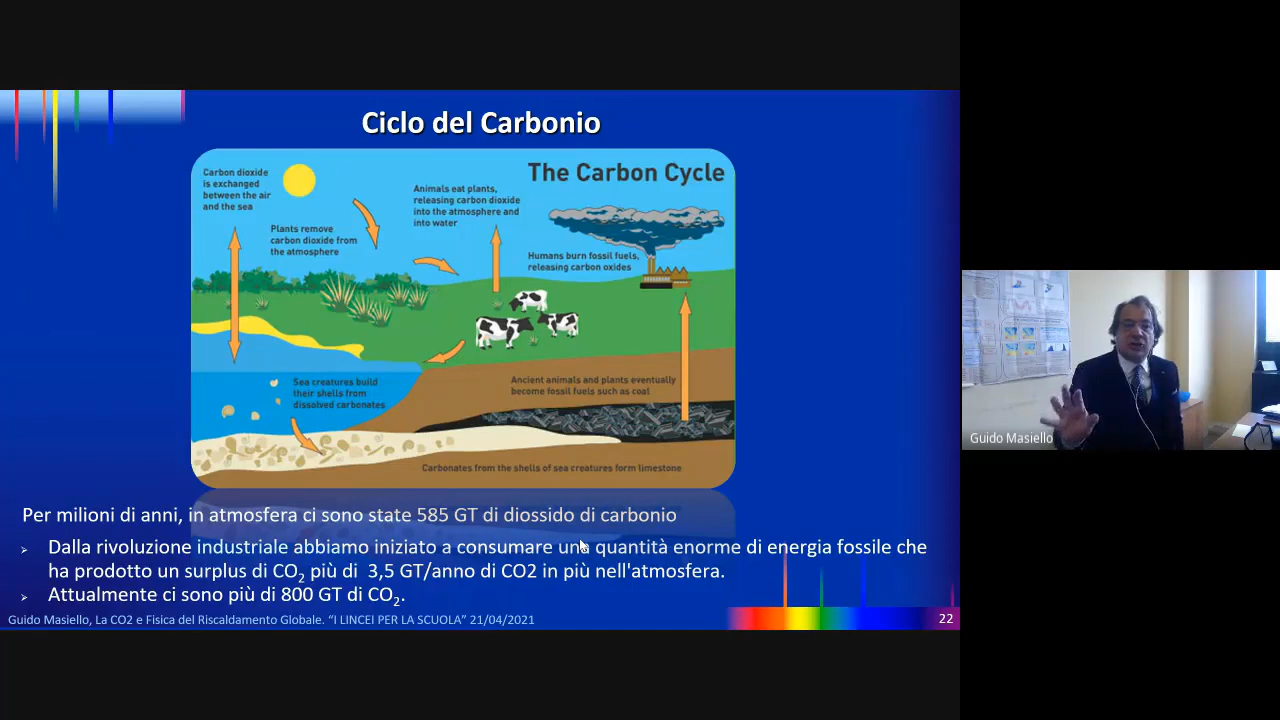 Ciclo del Carbonio
The Carbon Cycle
Carbon dioxide
is exchanged
between the air
and the sea
Plants remove
carbon dioxide from
the atmosphere
Animals eat plants,
releasing carbon dioxide
into the atmosphere and
into water
Humans burn fossil fuels,
releasing carbon oxides
Sea creatures build
their shells from
dissolved carbonates
Ancient animals and plants eventually
become fossil fuels such as coal
Carbonates from the shells of sea creatures form limestone
Per milioni di anni, in atmosfera ci sono state 585 GT di diossido di carbonio
Dalla rivoluzione industriale abbiamo iniziato a consumare una quantità enorme di energia fossile che
ha prodotto un surplus di CO2 più di 3,5 GT/anno di CO2 in più nell'atmosfera.
Attualmente ci sono più di 800 GT di CO2.
Guido Masiello, La CO2 e Fisica del Riscaldamento Globale. “I LINCEI PER LA SCUOLA” 21/04/2021
22
Guido Masiello